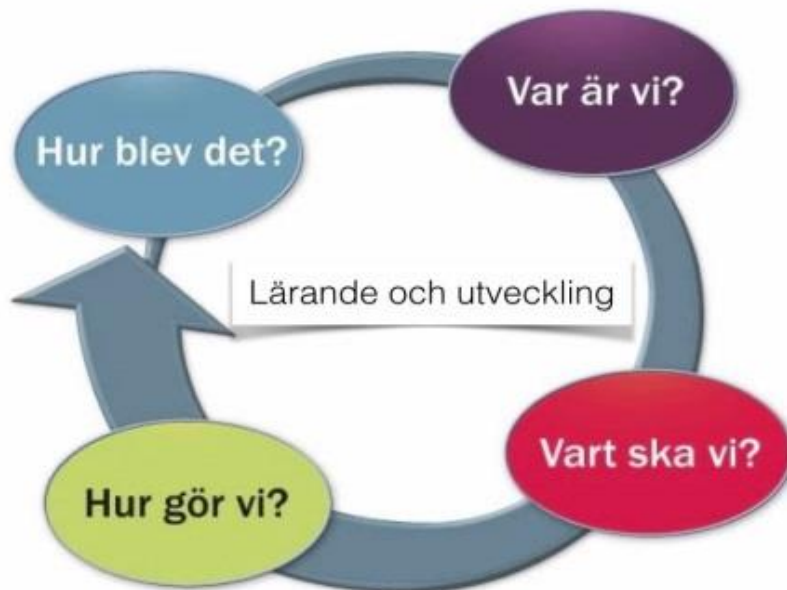 Var är vi?
Hur blev det?
Lärande och utveckling
Vart ska vi?
Hur gör vi?